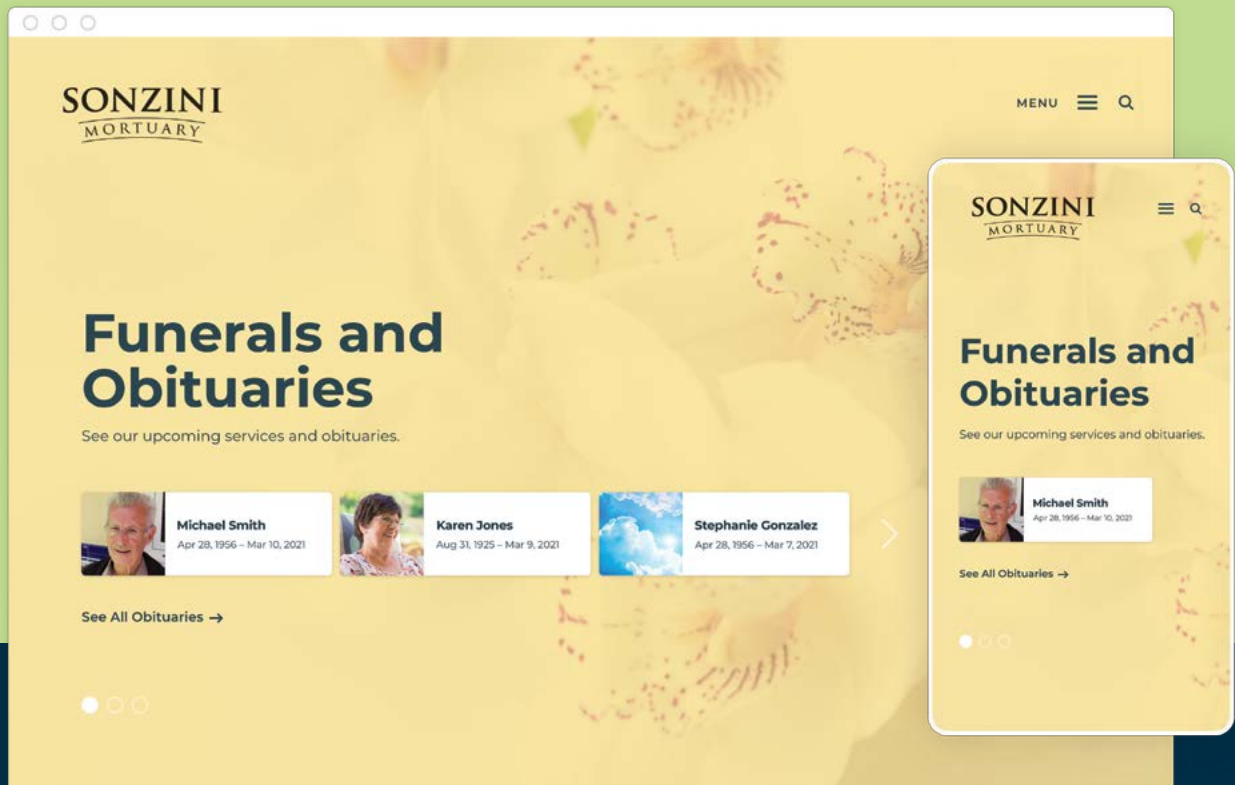 SONZINI
MORTUARY
MENU
Funerals and
Obituaries
See our upcoming services and obituaries.
Michael Smith
Apr 28, 1956 – Mar 10, 2021
Karen Jones
Aug 31, 1925 – Mar 9, 2021
Stephanie Gonzalez
Apr 28, 1956 – Mar 7, 2021
See All Obituaries →
SONZINI
MORTUARY
Funerals and
Obituaries
See our upcoming services and obituaries.
Michael Smith
Apr 28, 1956 – Mar 10, 2021
See All Obituaries →